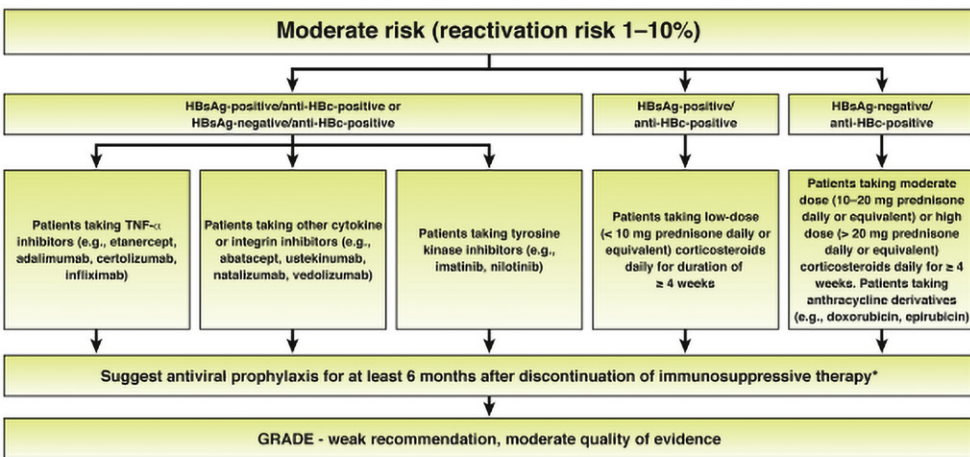 Moderate risk (reactivation risk 1–10%)
HBsAg-positive/anti-HBc-positive or
HBsAg-negative/anti-HBc-positive
HBsAg-positive/
anti-HBc-positive
HBsAg-negative/
anti-HBc-positive
Patients taking TNF-α
inhibitors (e.g., etanercept,
adalimumab, certolizumab,
infliximab)
Patients taking other cytokine
or integrin inhibitors (e.g.,
abatacept, ustekinumab,
natalizumab, vedolizumab)
Patients taking tyrosine
kinase inhibitors (e.g.,
imatinib, nilotinib)
Patients taking low-dose
(< 10 mg prednisone daily or
equivalent) corticosteroids
daily for duration of
≥ 4 weeks
Patients taking moderate
dose (10–20 mg prednisone
daily or equivalent) or high
dose (> 20 mg prednisone
daily or equivalent)
corticosteroids daily for ≥ 4
weeks. Patients taking
anthracycline derivatives
(e.g., doxorubicin, epirubicin)
Suggest antiviral prophylaxis for at least 6 months after discontinuation of immunosuppressive therapy*
GRADE - weak recommendation, moderate quality of evidence